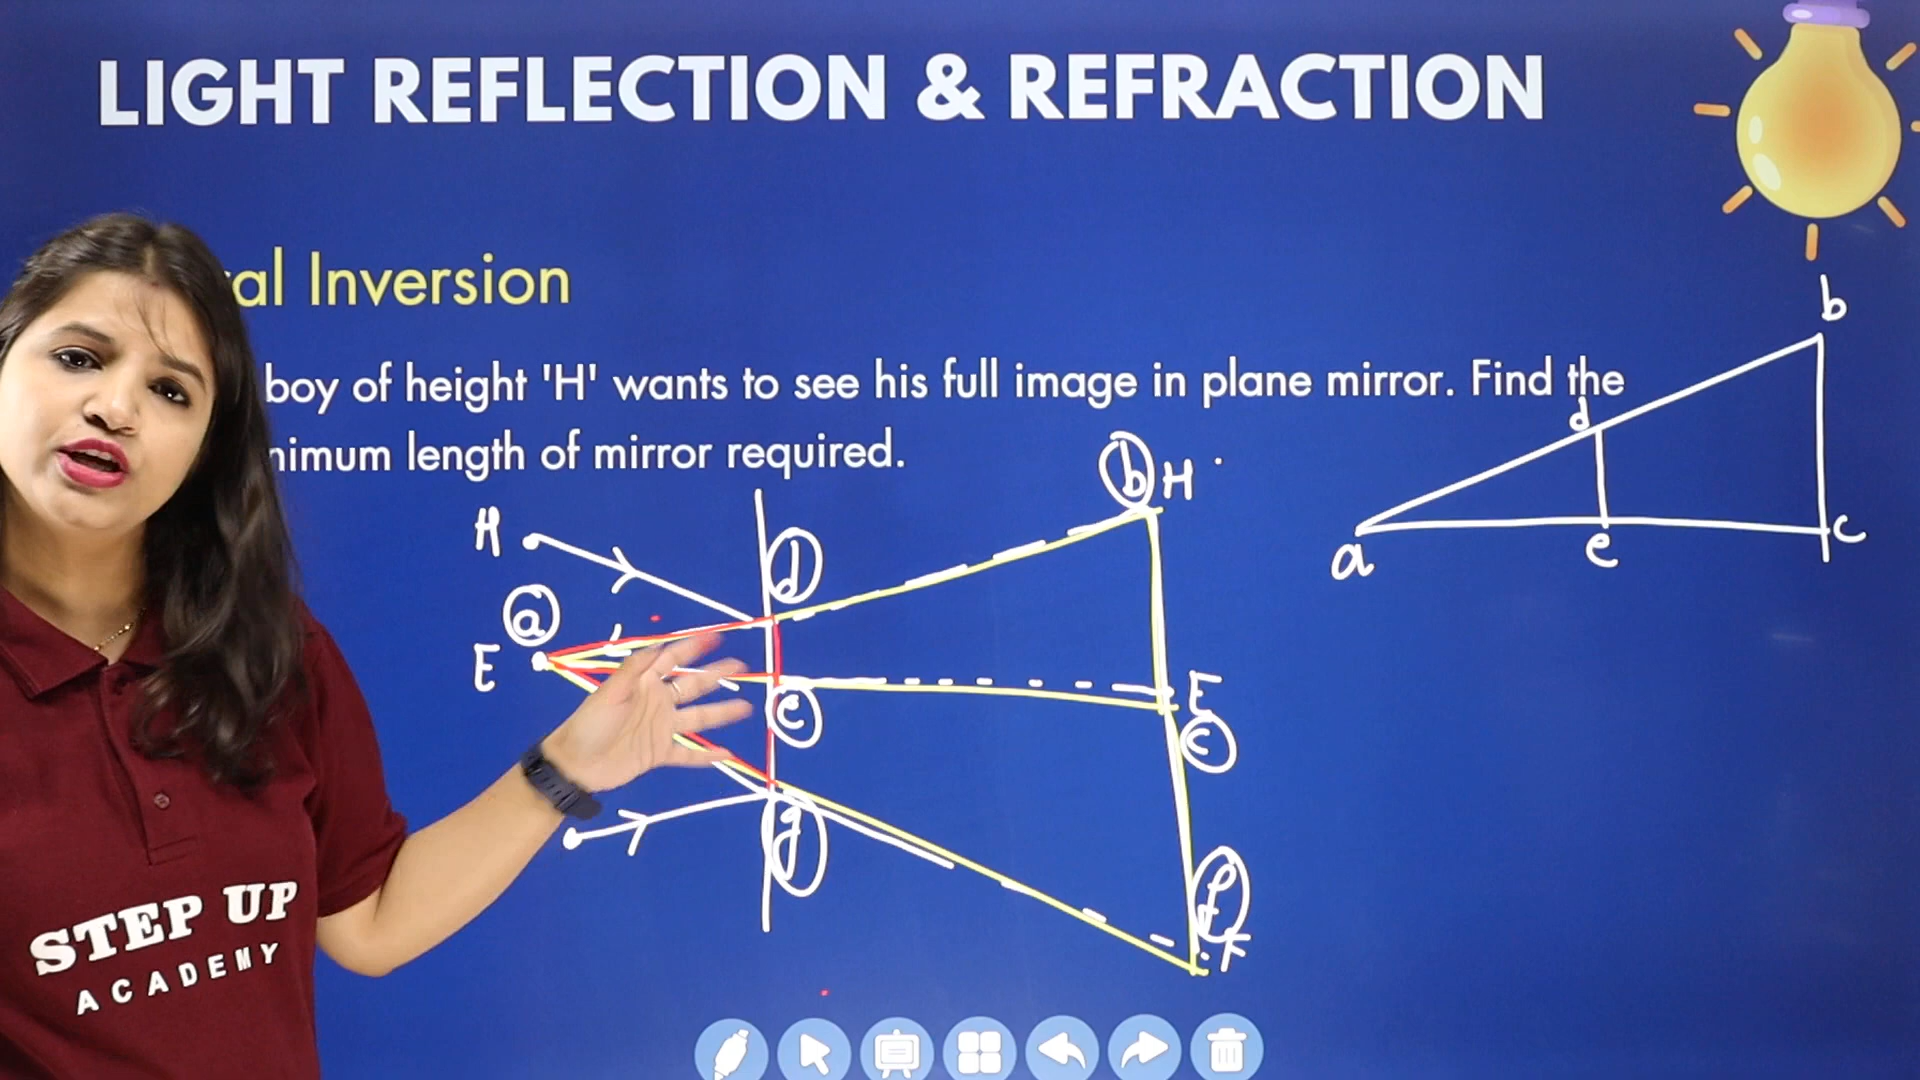 LIGHT REFLECTION & REFRACTION
ral Inversion
boy of height 'H' wants to see his full image in plane mirror. Find the
nimum length of mirror required.
b
d
a
e
c
b H
H
d
a
E
e
E
c
g
f
F
STEP UP
ACADEMY